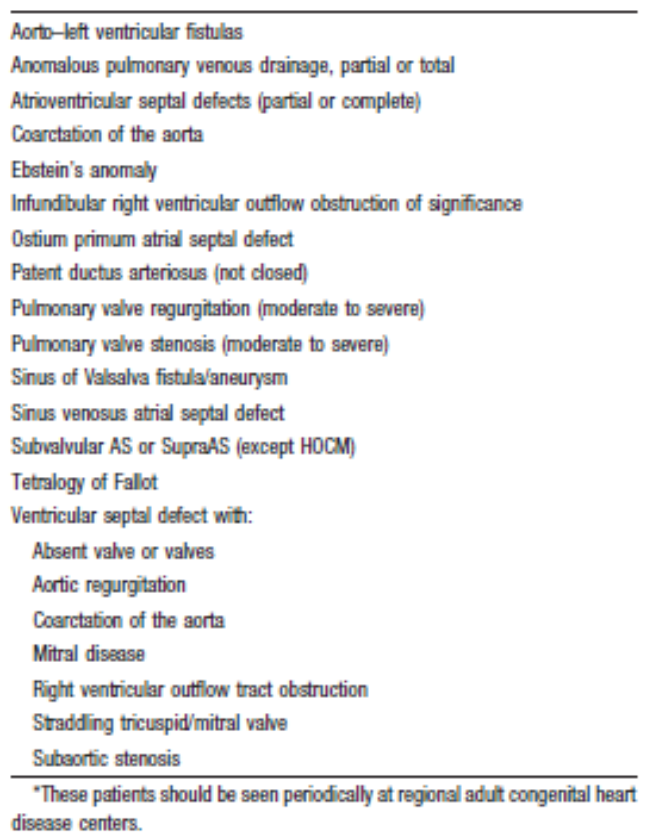 Aorto–left ventricular fistulas
Anomalous pulmonary venous drainage, partial or total
Atrioventricular septal defects (partial or complete)
Coarctation of the aorta
Ebstein's anomaly
Infundibular right ventricular outflow obstruction of significance
Ostium primum atrial septal defect
Patent ductus arteriosus (not closed)
Pulmonary valve regurgitation (moderate to severe)
Pulmonary valve stenosis (moderate to severe)
Sinus of Valsalva fistula/aneurysm
Sinus venosus atrial septal defect
Subvalvular AS or SupraAS (except HOCM)
Tetralogy of Fallot
Ventricular septal defect with:
Absent valve or valves
Aortic regurgitation
Coarctation of the aorta
Mitral disease
Right ventricular outflow tract obstruction
Straddling tricuspid/mitral valve
Subaortic stenosis
*These patients should be seen periodically at regional adult congenital heart
disease centers.